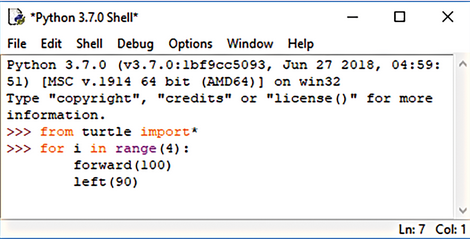 *Python 3.7.0 Shell*
File Edit Shell Debug Options Window Help
Python 3.7.0 (v3.7.0:1bf9cc5093, Jun 27 2018, 04:59:
51) [MSC v.1914 64 bit (AMD64)] on win32
Type "copyright", "credits" or "license()" for more
information.
>>> from turtle import*
>>> for i in range(4):
        forward(100)
        left(90)
Ln: 7 Col: 1